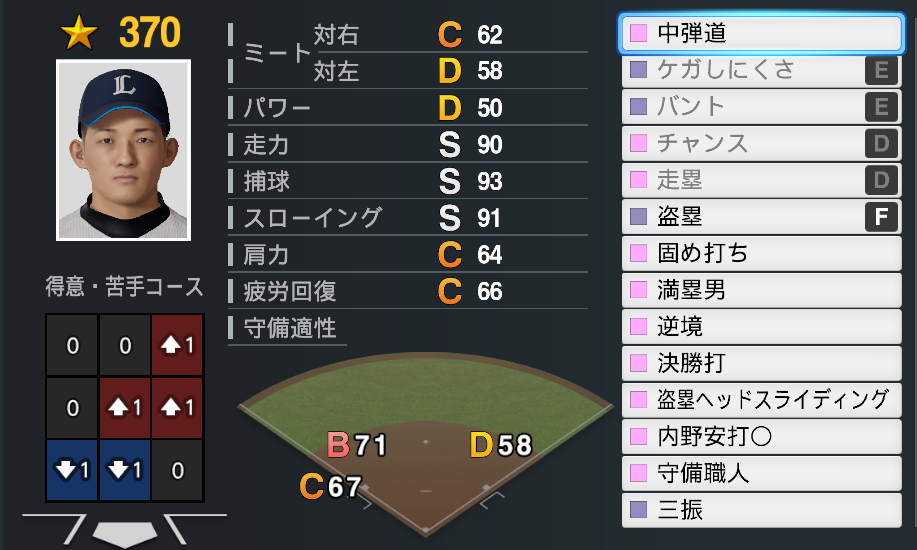 370
ミート 対右 C 62
対左 D 58
パワー D 50
走力 S 90
捕球 S 93
スローイング S 91
肩力 C 64
疲労回復 C 66
守備適性
B 71
D 58
C 67
L
得意・苦手コース
0 0 1
0 1 1
1 1 0
中弾道
ケガしにくさ E
バント E
チャンス D
走塁 D
盗塁 F
固め打ち
満塁男
逆境
決勝打
盗塁ヘッドスライディング
内野安打〇
守備職人
三振